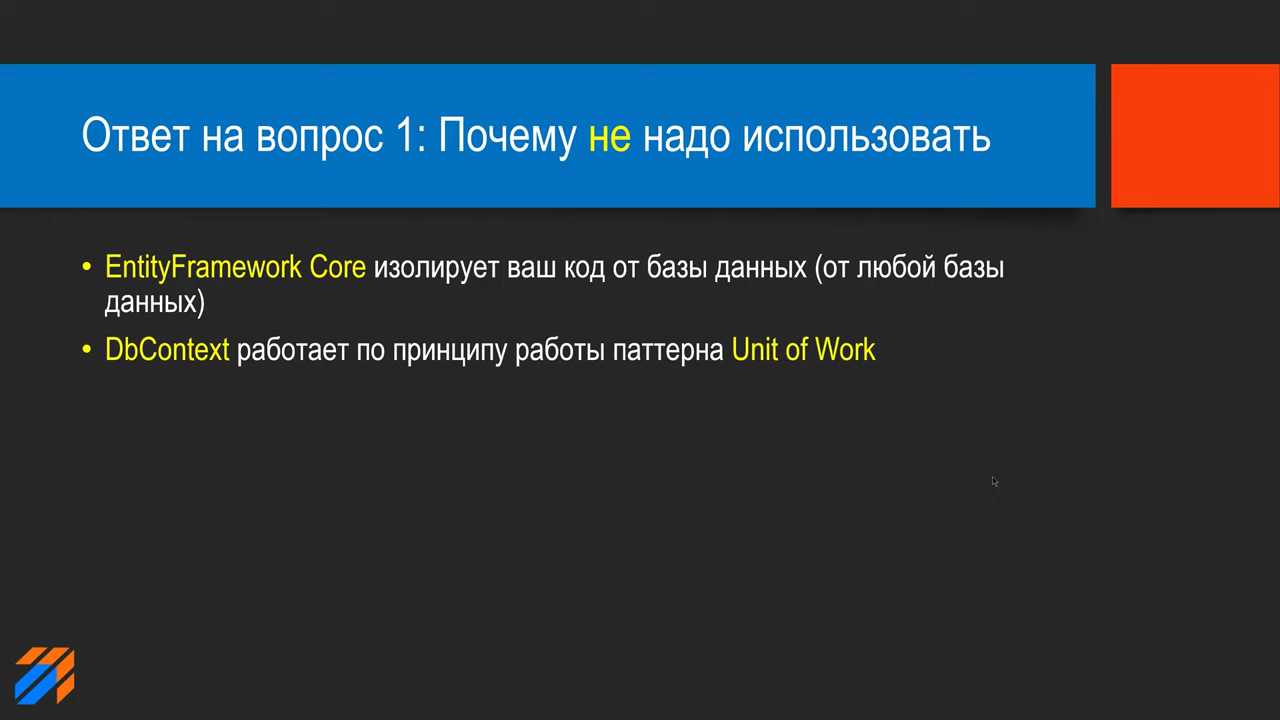 Ответ на вопрос 1: Почему не надо использовать
• EntityFramework Core изолирует ваш код от базы данных (от любой базы
данных)
• DbContext работает по принципу работы паттерна Unit of Work